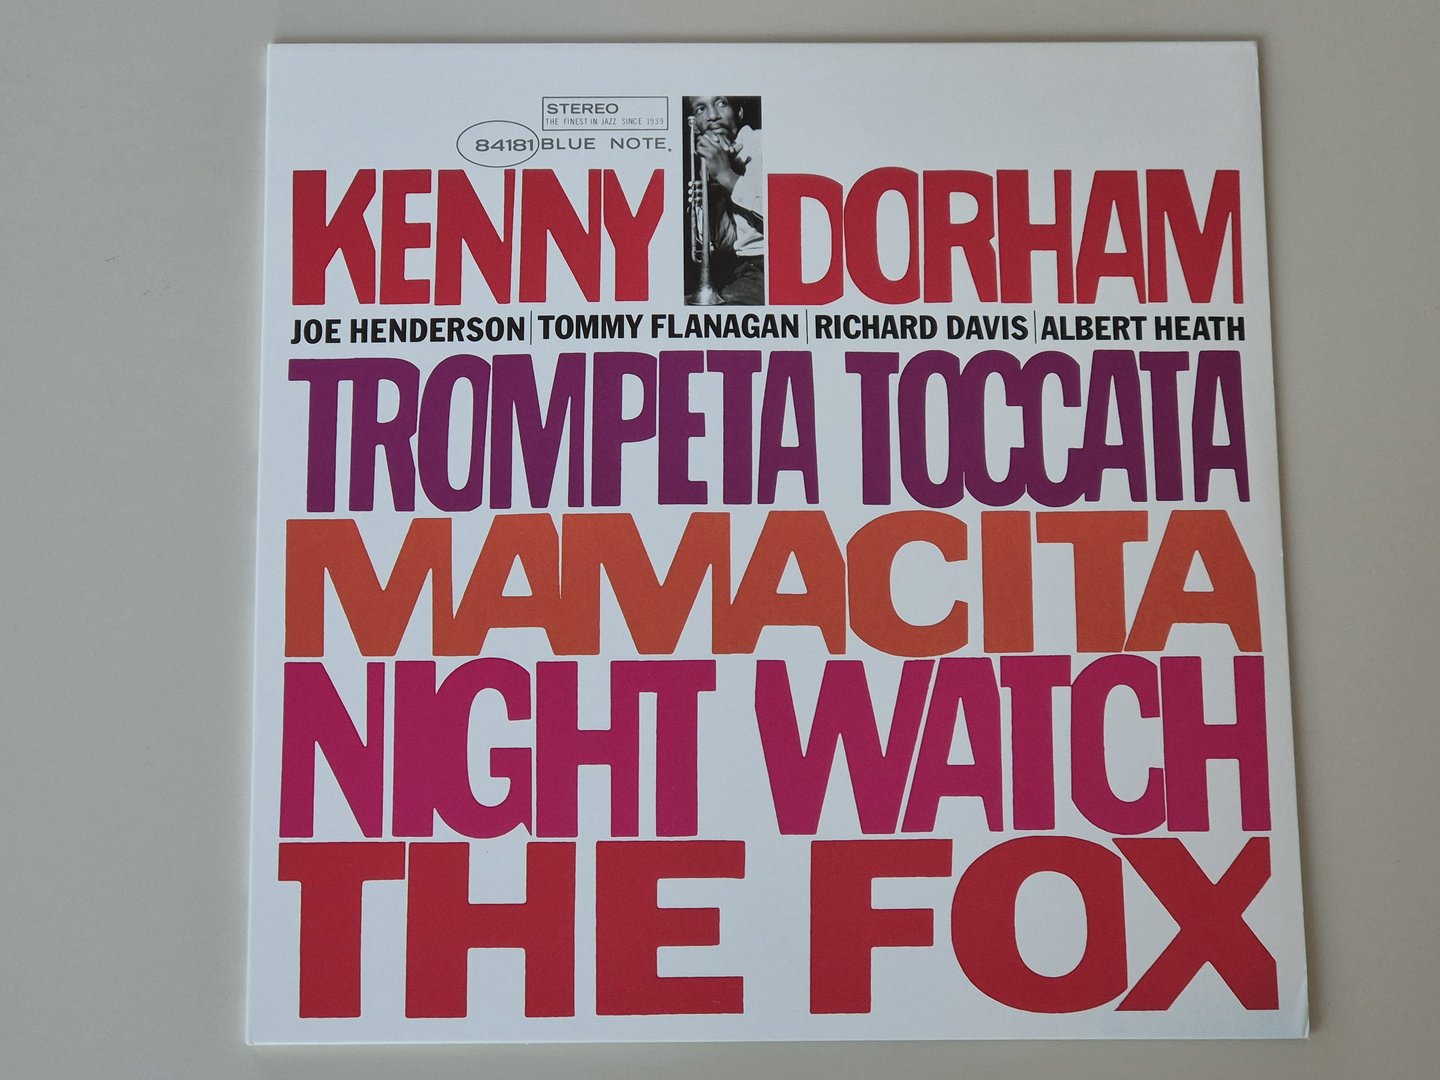 STEREO
THE FINEST IN JAZZ SINCE 1939
84181 BLUE NOTE.
KENNY DORHAM
JOE HENDERSON | TOMMY FLANAGAN | RICHARD DAVIS | ALBERT HEATH
TROMPETA TOCCATA
MAMACITA
NIGHT WATCH
THE FOX